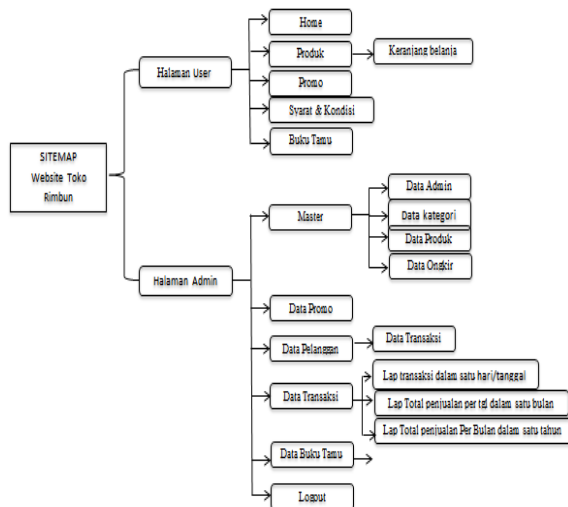 SITEMAP
Website Toko
Rimbun
Halaman User
Home
Produk
Keranjang belanja
Promo
Syarat & Kondisi
Buku Tamu
Halaman Admin
Master
Data Admin
Data kategori
Data Produk
Data Ongkir
Data Promo
Data Pelanggan
Data Transaksi
Data Transaksi
Lap transaksi dalam satu hari/tanggal
Lap Total penjualan per tgl dalam satu bulan
Lap Total penjualan Per Bulan dalam satu tahun
Data Buku Tamu
Logout